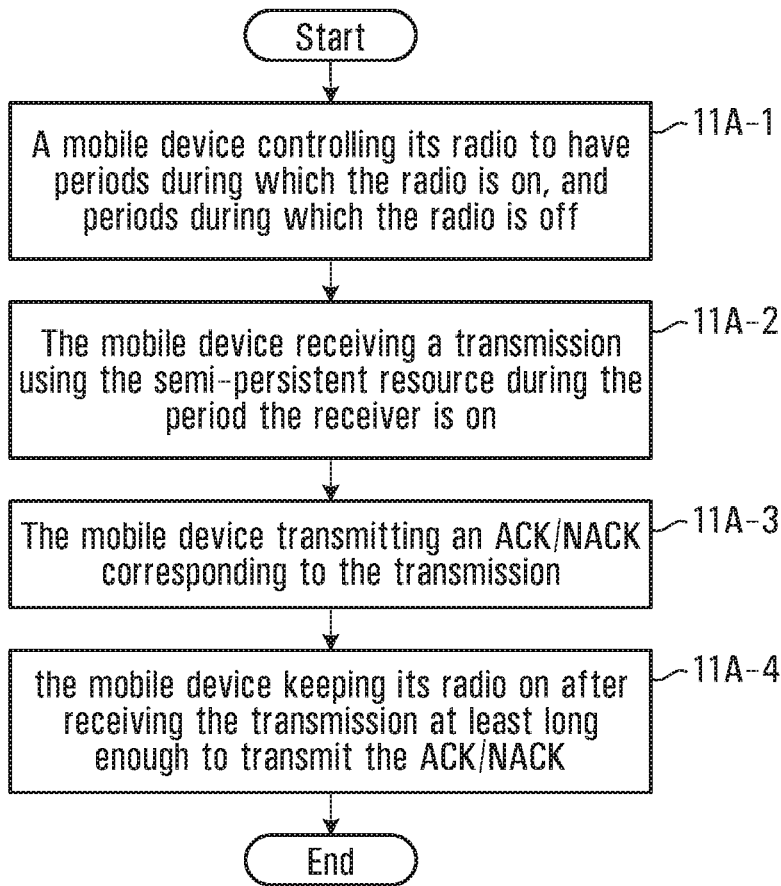 Start
A mobile device controlling its radio to have
periods during which the radio is on, and
periods during which the radio is off
11A-1
The mobile device receiving a transmission
using the semi-persistent resource during the
period the receiver is on
11A-2
The mobile device transmitting an ACK/NACK
corresponding to the transmission
11A-3
the mobile device keeping its radio on after
receiving the transmission at least long
enough to transmit the ACK/NACK
11A-4
End